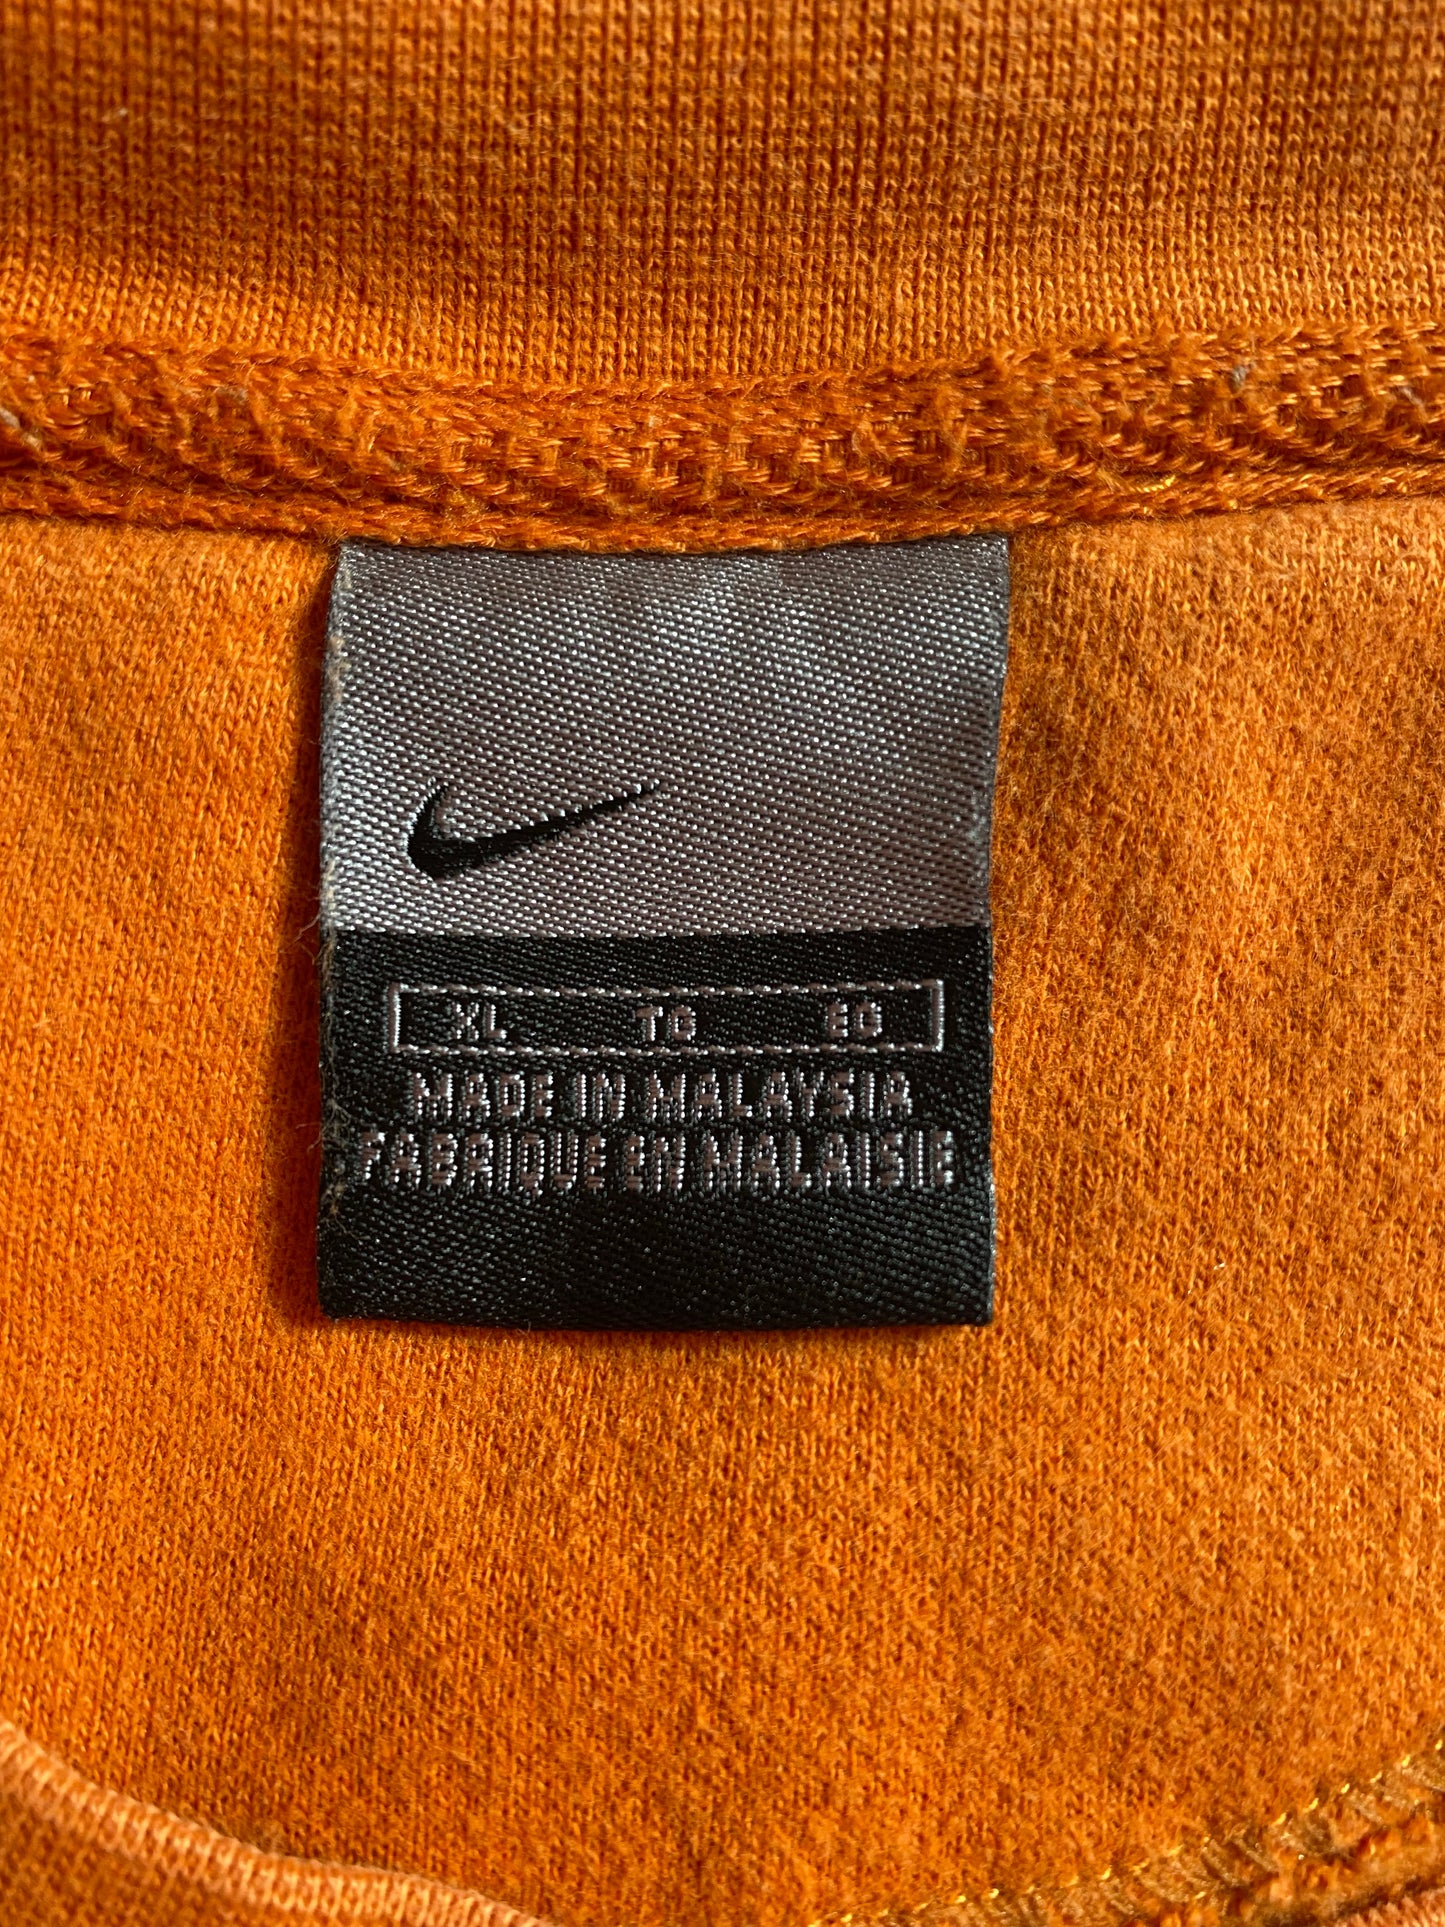 XL TG EG
MADE IN MALAYSIA
FABRIQUE EN MALAISIE